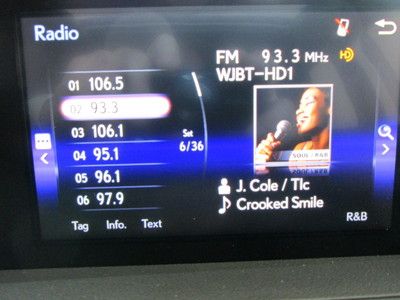 Radio
FM 93.3 MHz HD
WJBT-HD1
01 106.5
02 93.3
03 106.1
04 95.1
05 96.1
06 97.9
Set
6/36
SOUL / R&B
J. Cole / Tlc
Crooked Smile
Tag Info. Text
R&B